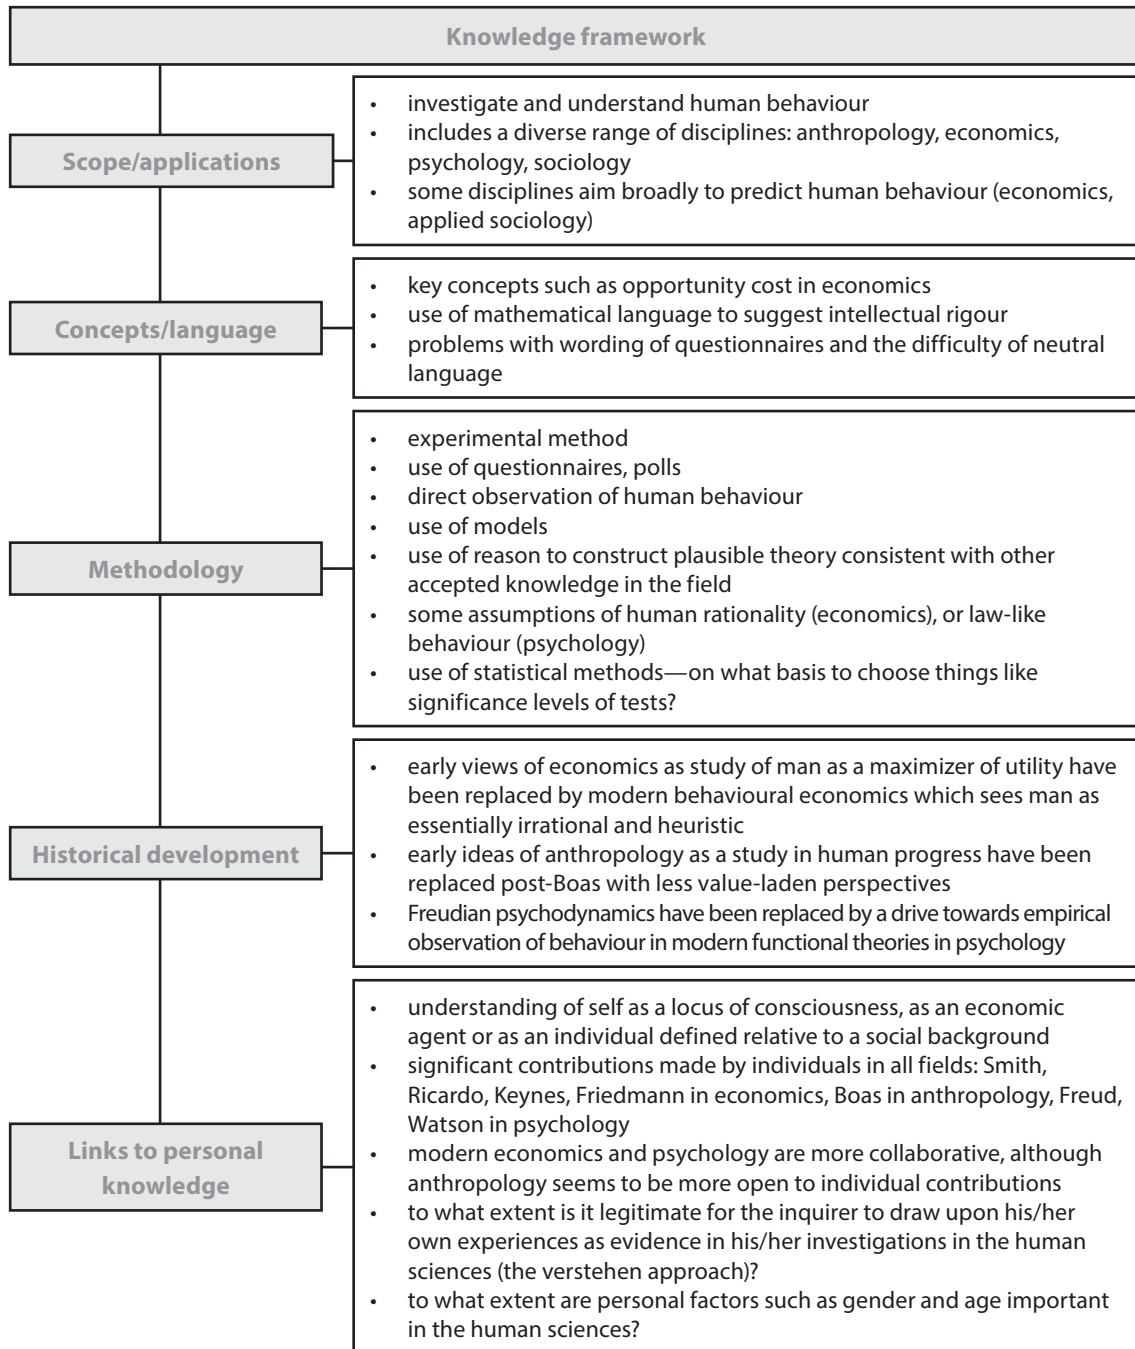 Knowledge framework
Scope/applications
• investigate and understand human behaviour
• includes a diverse range of disciplines: anthropology, economics,
psychology, sociology
• some disciplines aim broadly to predict human behaviour (economics,
applied sociology)
Concepts/language
• key concepts such as opportunity cost in economics
• use of mathematical language to suggest intellectual rigour
• problems with wording of questionnaires and the difficulty of neutral
language
Methodology
• experimental method
• use of questionnaires, polls
• direct observation of human behaviour
• use of models
• use of reason to construct plausible theory consistent with other
accepted knowledge in the field
• some assumptions of human rationality (economics), or law-like
behaviour (psychology)
• use of statistical methods—on what basis to choose things like
significance levels of tests?
Historical development
• early views of economics as study of man as a maximizer of utility have
been replaced by modern behavioural economics which sees man as
essentially irrational and heuristic
• early ideas of anthropology as a study in human progress have been
replaced post-Boas with less value-laden perspectives
• Freudian psychodynamics have been replaced by a drive towards empirical
observation of behaviour in modern functional theories in psychology
Links to personal
knowledge
• understanding of self as a locus of consciousness, as an economic
agent or as an individual defined relative to a social background
• significant contributions made by individuals in all fields: Smith,
Ricardo, Keynes, Friedmann in economics, Boas in anthropology, Freud,
Watson in psychology
• modern economics and psychology are more collaborative, although
anthropology seems to be more open to individual contributions
• to what extent is it legitimate for the inquirer to draw upon his/her
own experiences as evidence in his/her investigations in the human
sciences (the verstehen approach)?
• to what extent are personal factors such as gender and age important
in the human sciences?